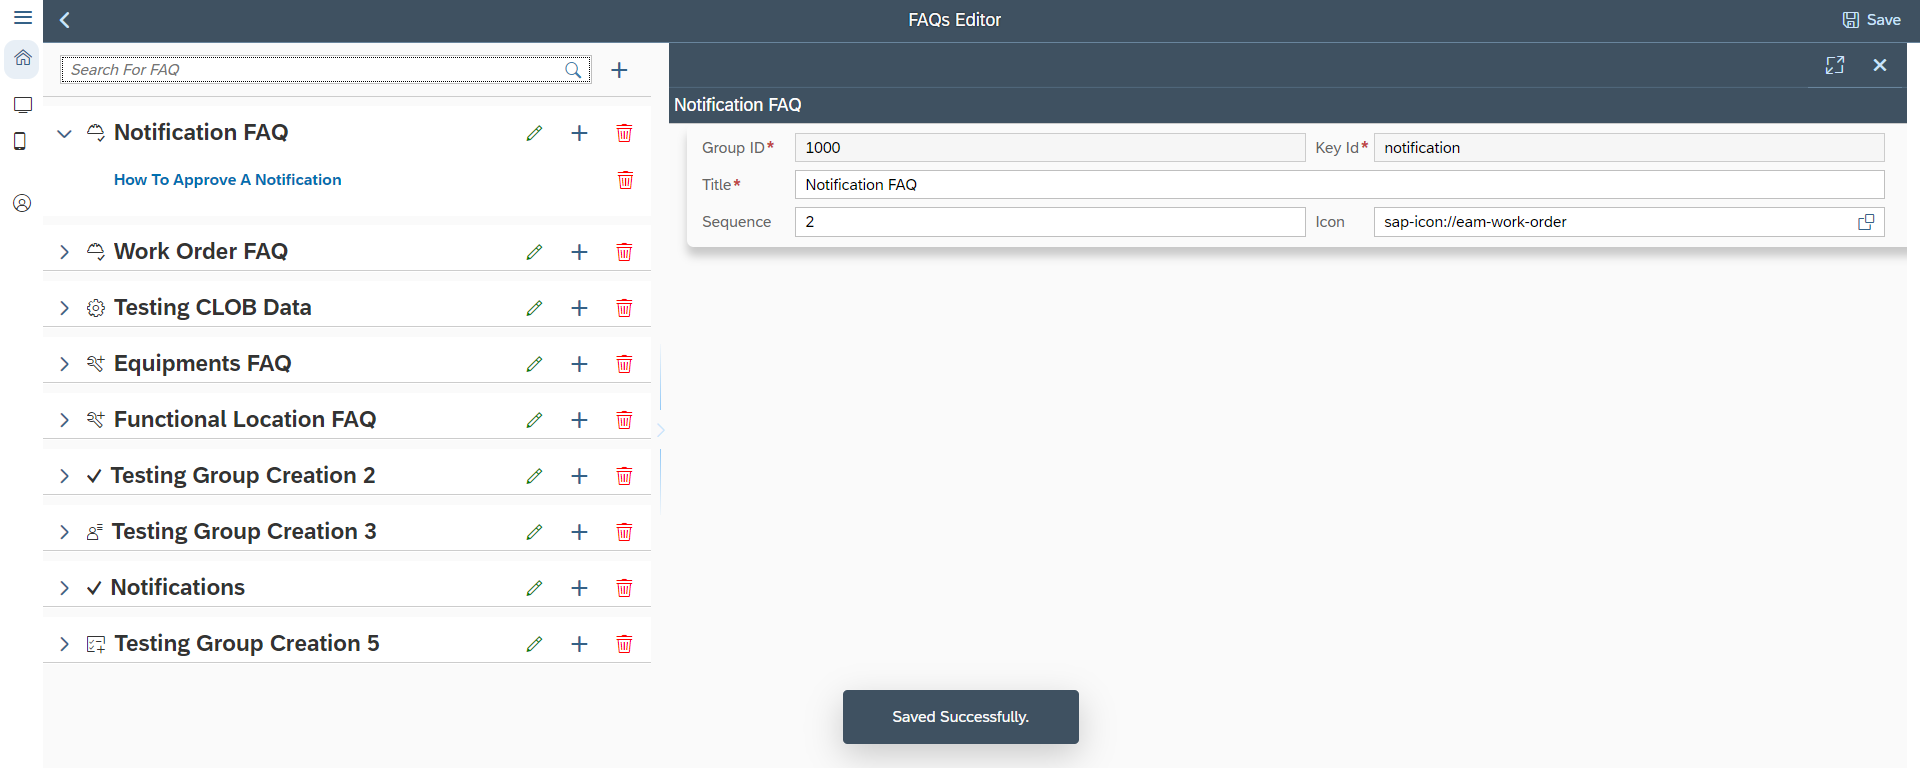 FAQs Editor
Save
Search For FAQ
Notification FAQ
How To Approve A Notification
Work Order FAQ
Testing CLOB Data
Equipments FAQ
Functional Location FAQ
Testing Group Creation 2
Testing Group Creation 3
Notifications
Testing Group Creation 5
Notification FAQ
Group ID* 1000 Key Id* notification
Title* Notification FAQ
Sequence 2 Icon sap-icon://eam-work-order
Saved Successfully.